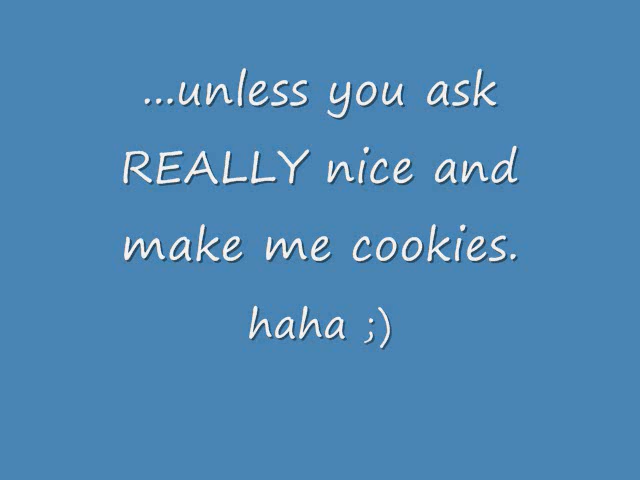 ...unless you ask
REALLY nice and
make me cookies.
haha ;)